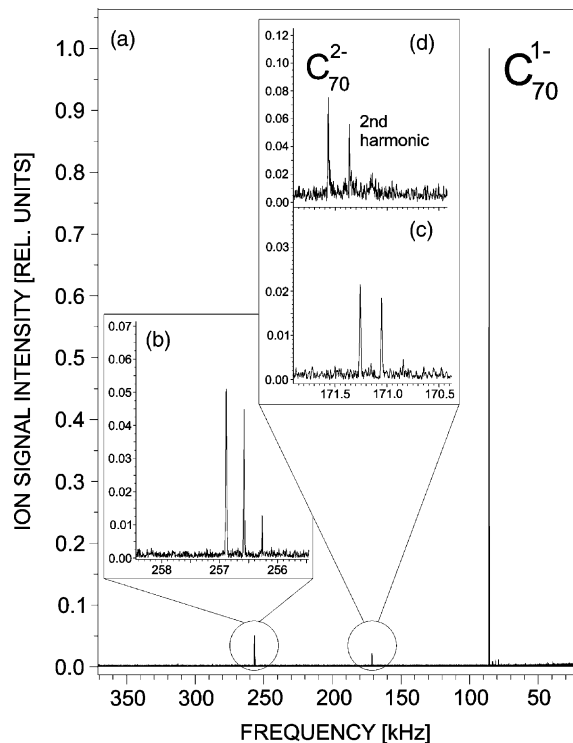 ION SIGNAL INTENSITY [REL. UNITS]
1.0
0.9
0.8
0.7
0.6
0.5
0.4
0.3
0.2
0.1
0.0
(a)
C₇₀¹⁻
(d)
C₇₀²⁻
2nd
harmonic
0.12
0.10
0.08
0.06
0.04
0.02
0.00
(c)
0.03
0.02
0.01
0.00
171.5 171.0 170.5
(b)
0.07
0.06
0.05
0.04
0.03
0.02
0.01
0.00
258 257 256
350 300 250 200 150 100 50
FREQUENCY [kHz]